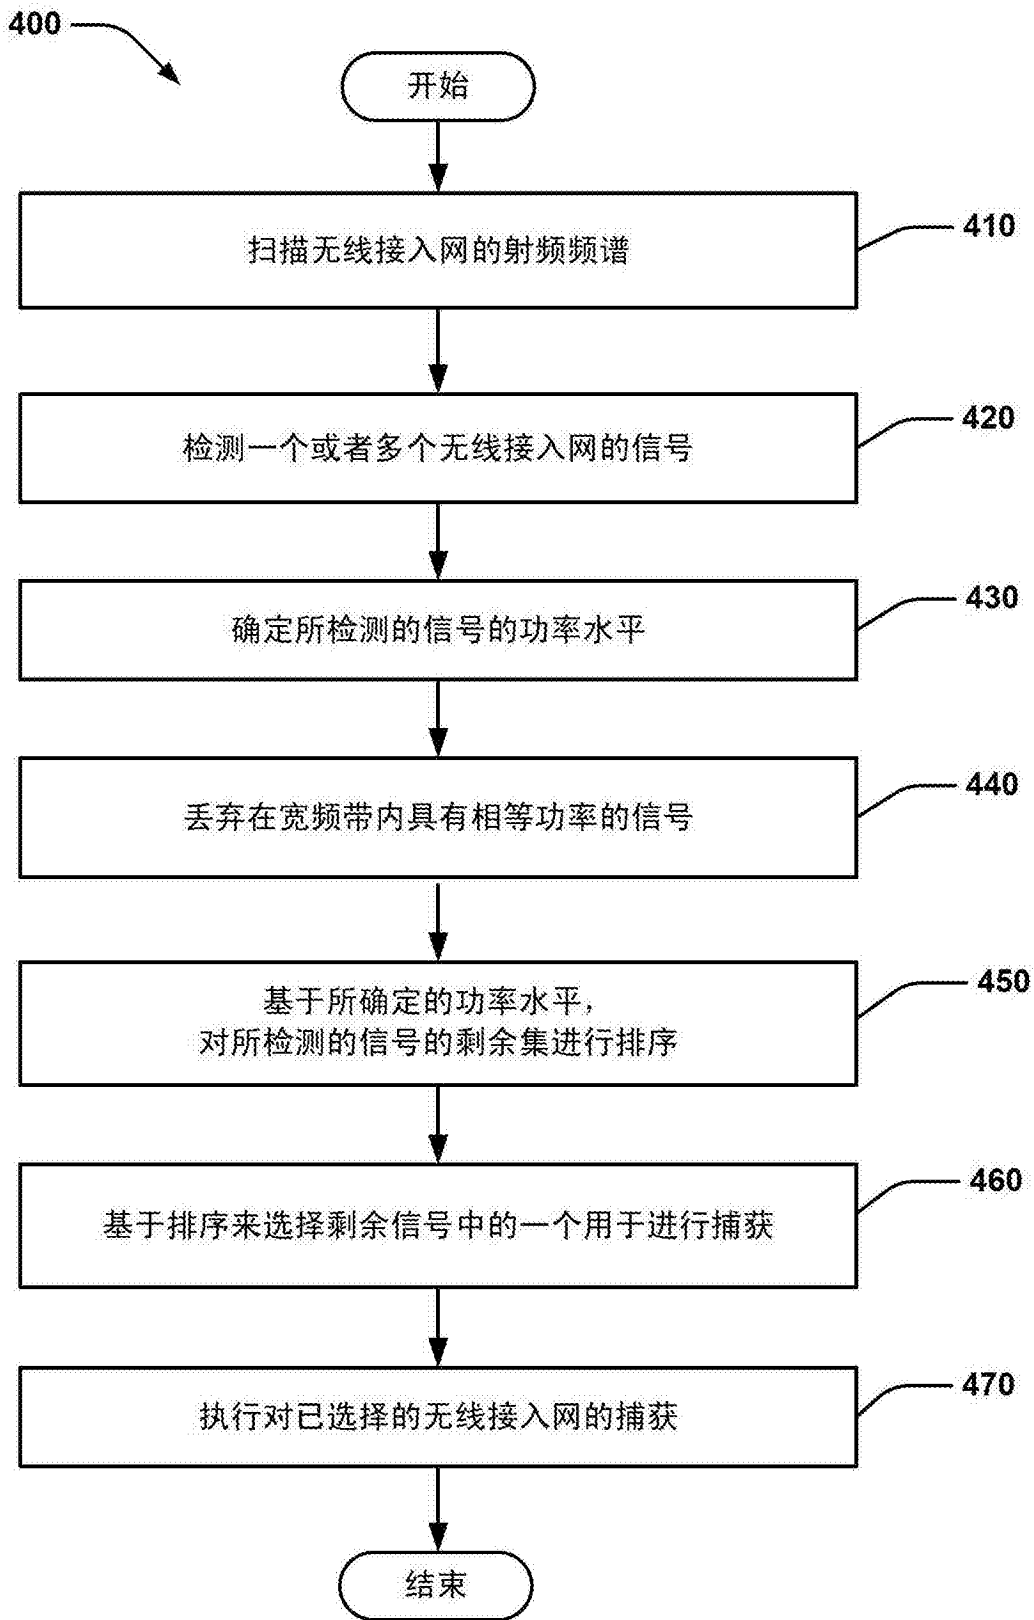 400
开始
扫描无线接入网的射频频谱
410
检测一个或者多个无线接入网的信号
420
确定所检测的信号的功率水平
430
丢弃在宽频带内具有相等功率的信号
440
基于所确定的功率水平，
对所检测的信号的剩余集进行排序
450
基于排序来选择剩余信号中的一个用于进行捕获
460
执行对已选择的无线接入网的捕获
470
结束